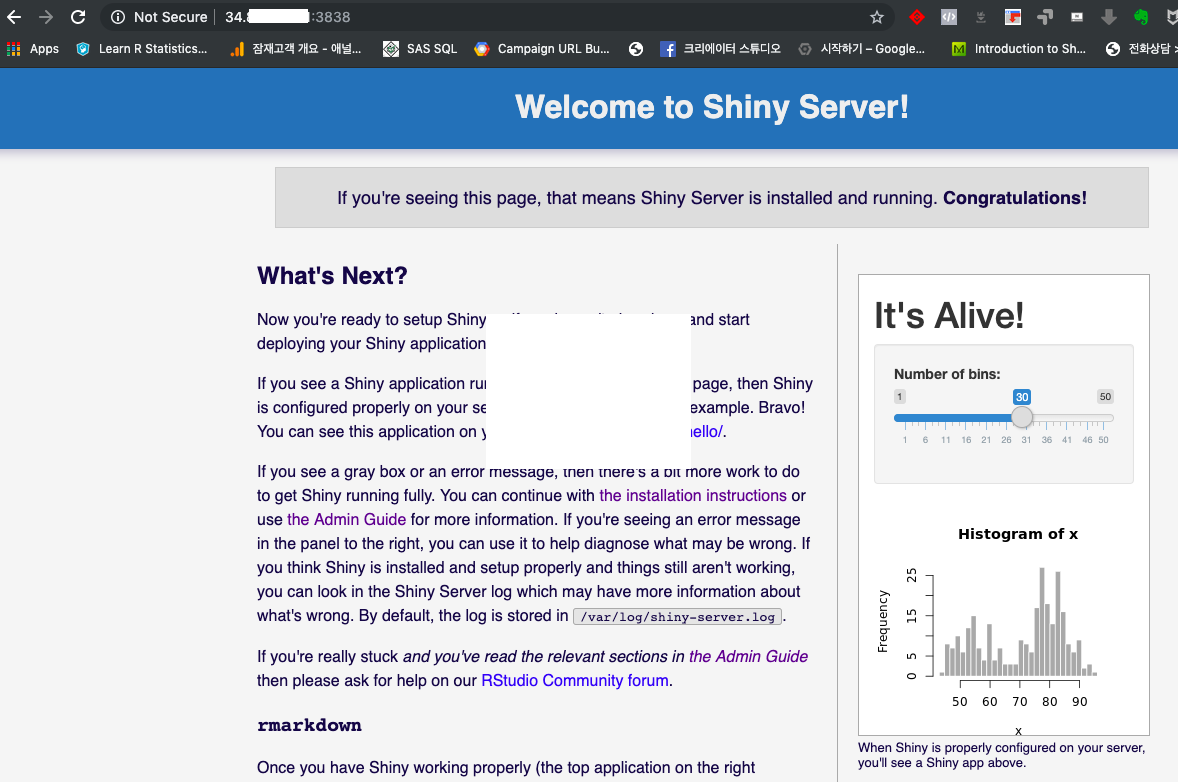 Not Secure 34. :3838
Apps Learn R Statistics... 잠재고객 개요 – 애널... SAS SQL Campaign URL Bu... 크리에이터 스튜디오 시작하기 – Google... Introduction to Sh... 전화상담 >
Welcome to Shiny Server!
If you're seeing this page, that means Shiny Server is installed and running. Congratulations!
What's Next?
Now you're ready to setup Shiny and start
deploying your Shiny application
If you see a Shiny application page, then Shiny
is configured properly on your example. Bravo!
You can see this application on ello/.
If you see a gray box or an error message, then there's a bit more work to do
to get Shiny running fully. You can continue with the installation instructions or
use the Admin Guide for more information. If you're seeing an error message
in the panel to the right, you can use it to help diagnose what may be wrong. If
you think Shiny is installed and setup properly and things still aren't working,
you can look in the Shiny Server log which may have more information about
what's wrong. By default, the log is stored in /var/log/shiny-server.log.
If you're really stuck and you've read the relevant sections in the Admin Guide
then please ask for help on our RStudio Community forum.
rmarkdown
Once you have Shiny working properly (the top application on the right
It's Alive!
Number of bins:
1 30 50
1 6 11 16 21 26 31 36 41 46 50
Histogram of x
Frequency
25
15
5
0
50 60 70 80 90
x
When Shiny is properly configured on your server,
you'll see a Shiny app above.